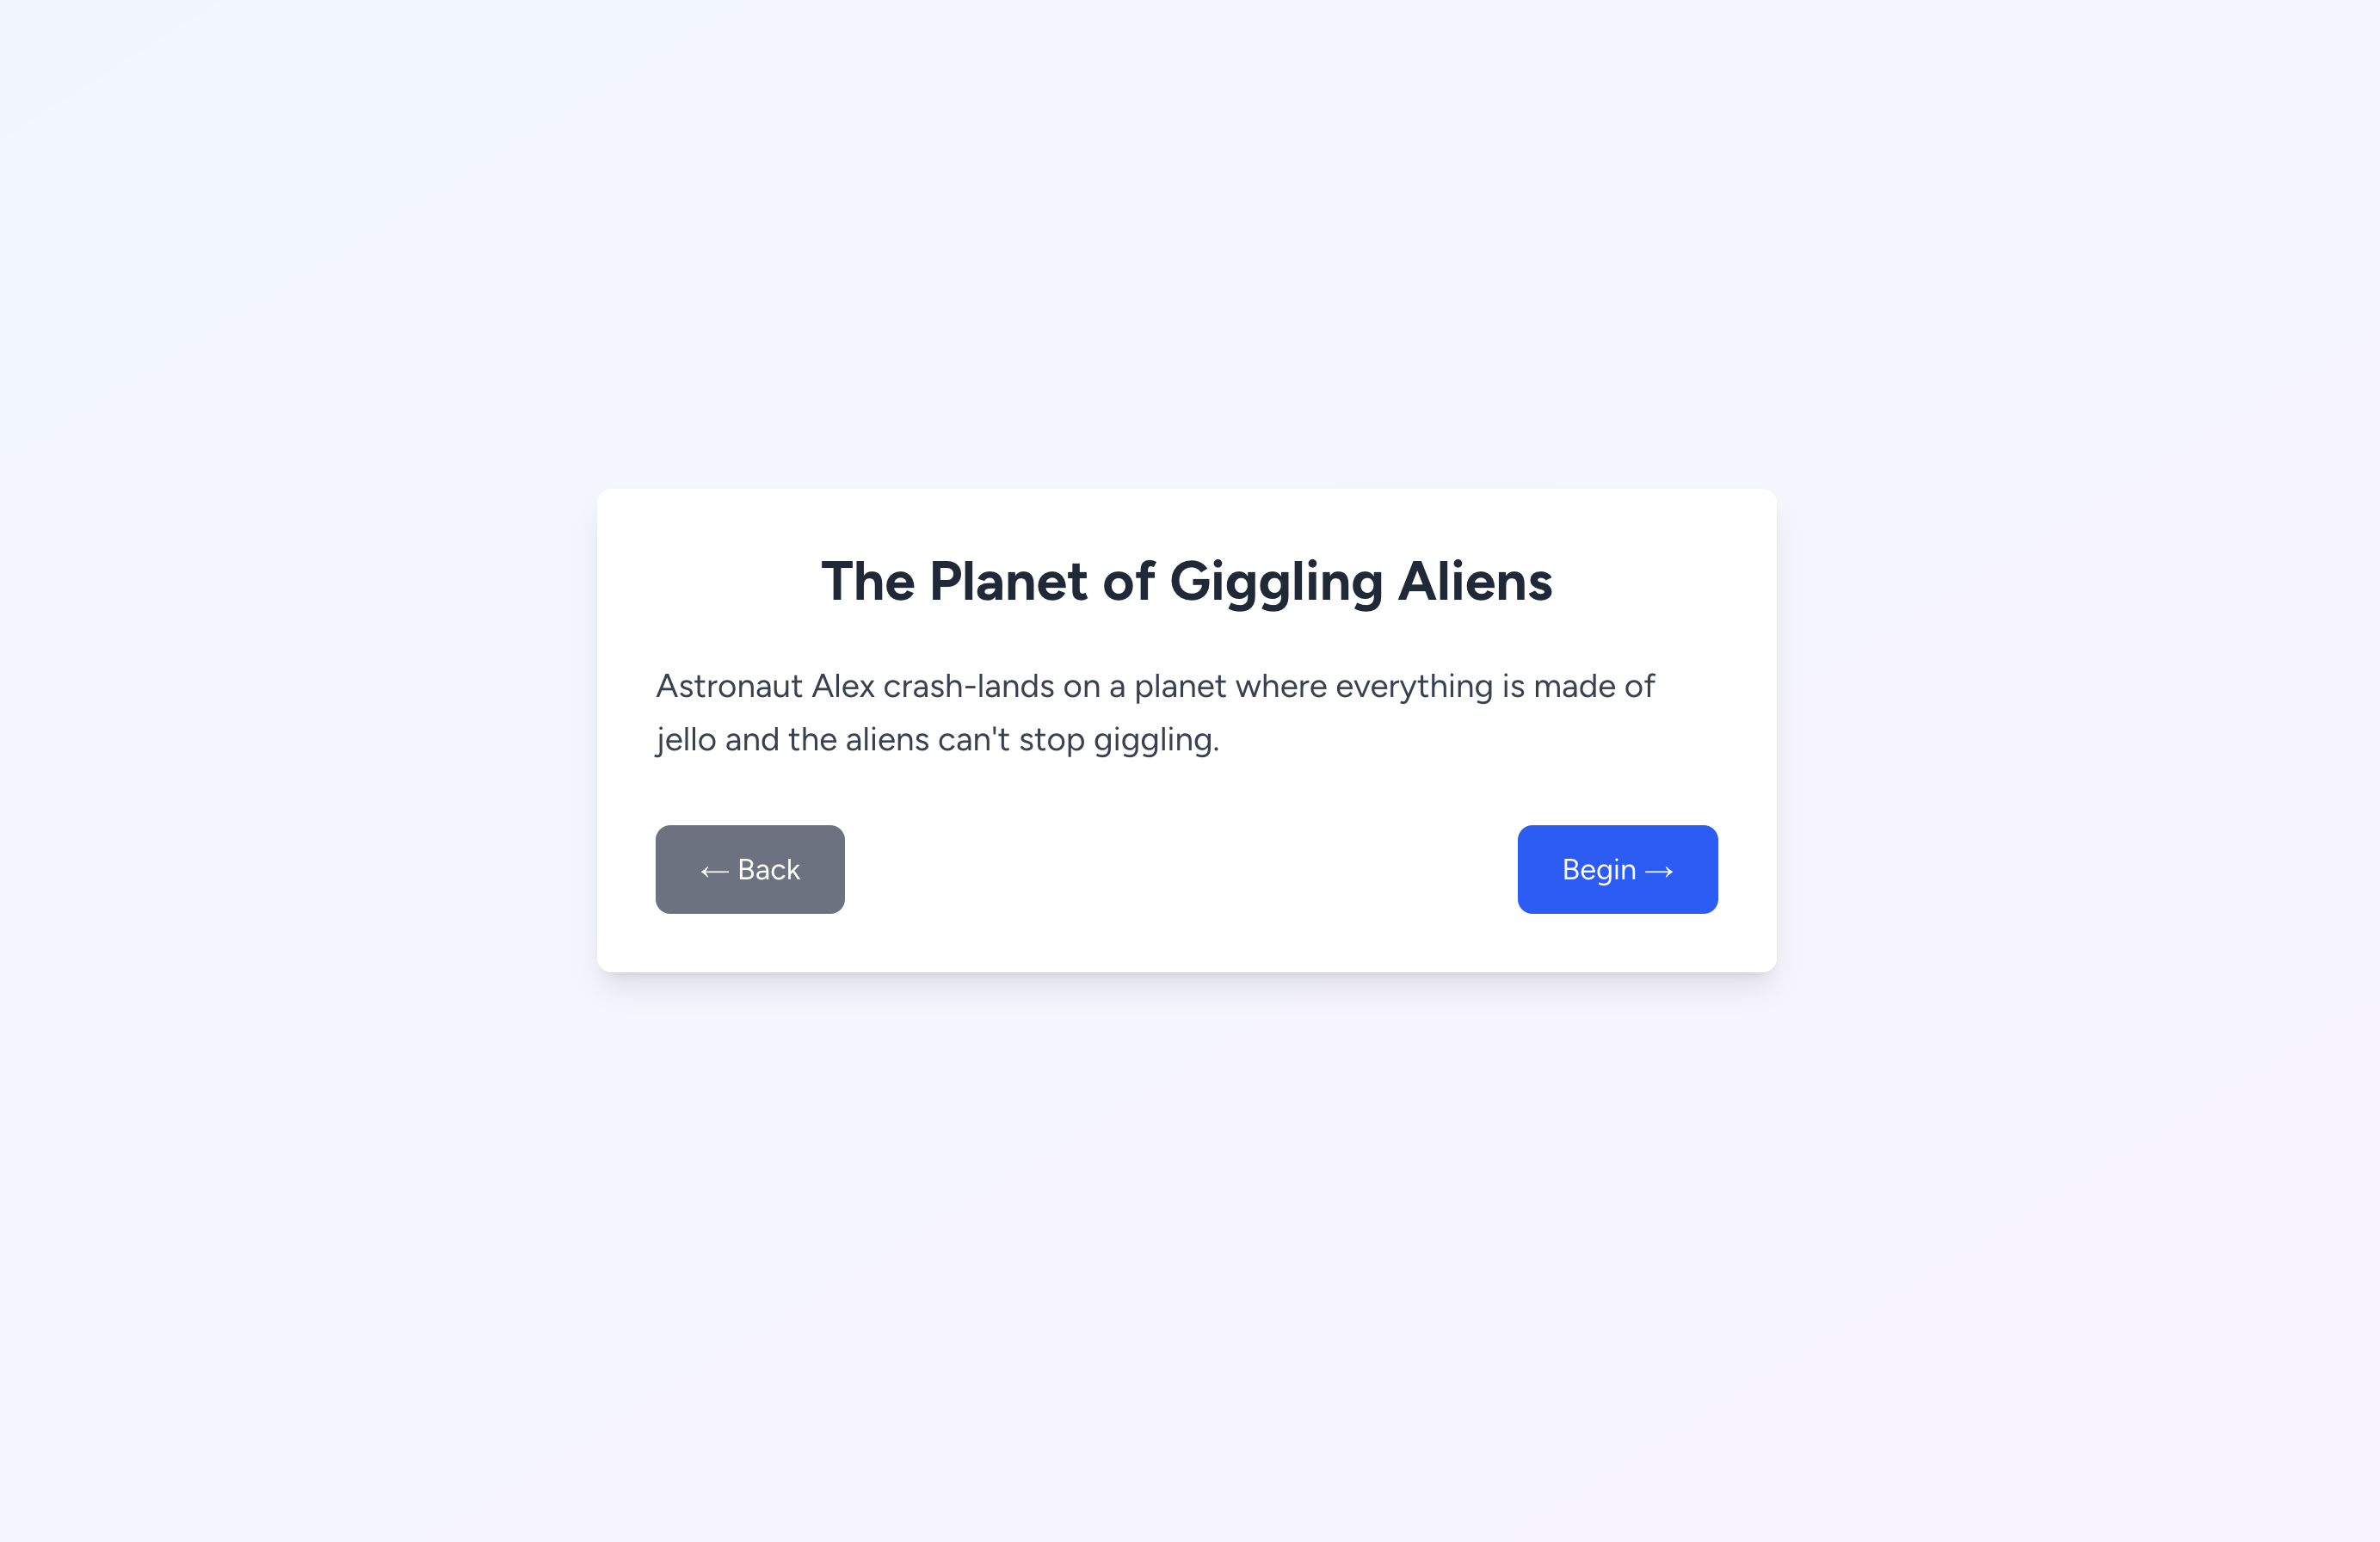 The Planet of Giggling Aliens
Astronaut Alex crash-lands on a planet where everything is made of
jello and the aliens can't stop giggling.
← Back
Begin →